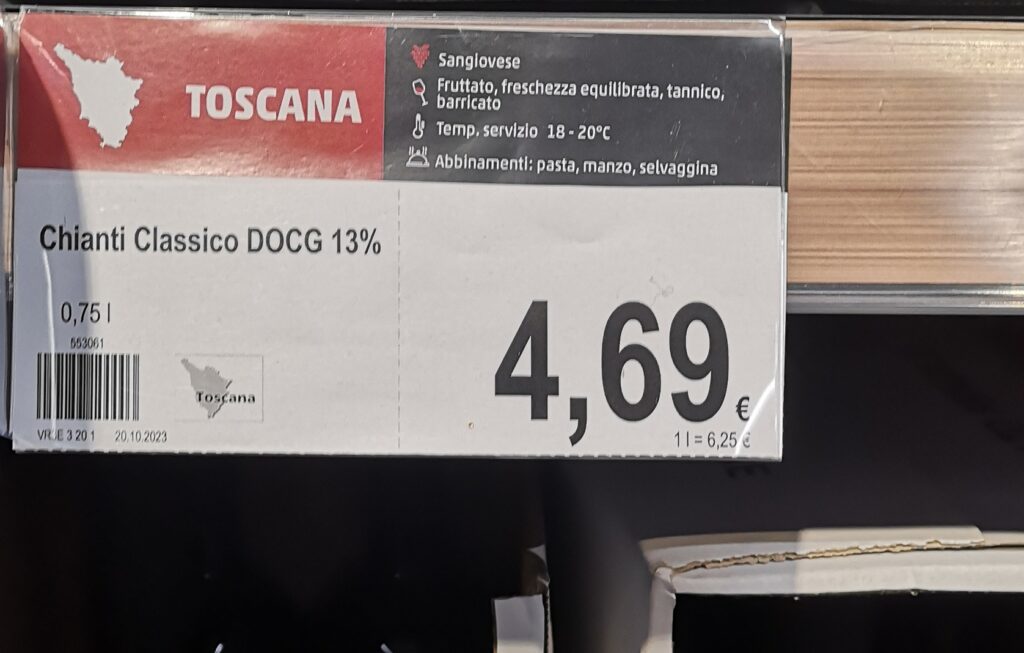 TOSCANA
Sangiovese
Fruttato, freschezza equilibrata, tannico,
barricato
Temp. servizio 18 - 20°C
Abbinamenti: pasta, manzo, selvaggina
Chianti Classico DOCG 13%
0,75 l
553061
Toscana
4,69 €
20.10.2023
3 20 1
1 l = 6,25 €